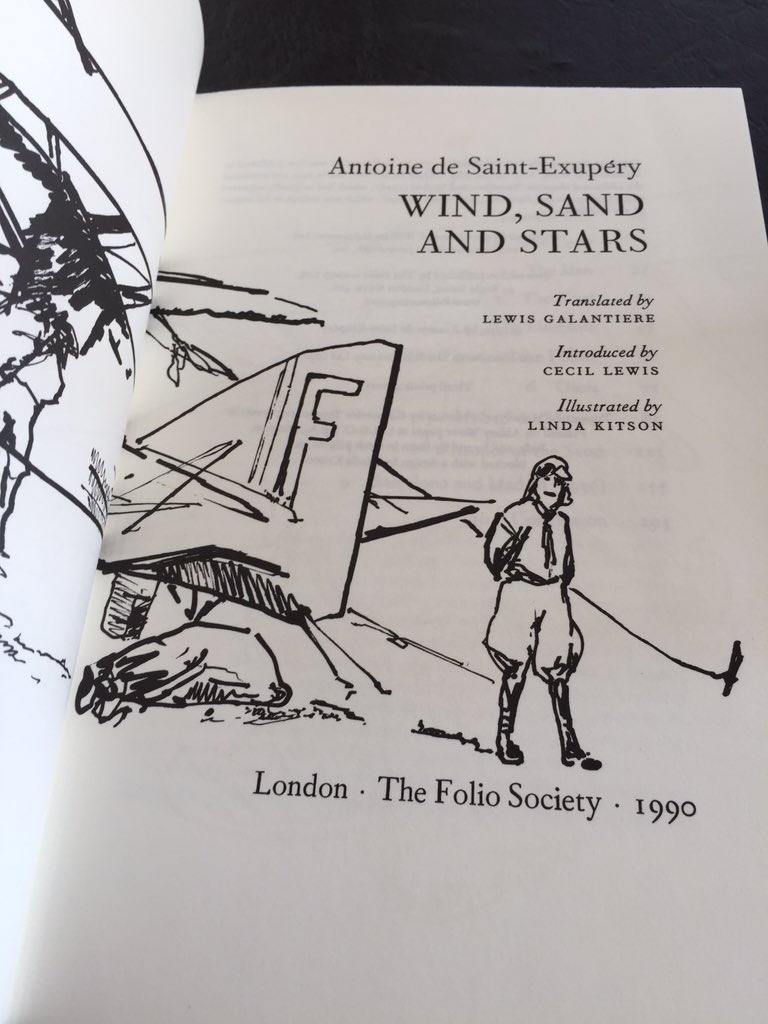 Antoine de Saint-Exupéry
WIND, SAND
AND STARS
Translated by
LEWIS GALANTIERE
Introduced by
CECIL LEWIS
Illustrated by
LINDA KITSON
F
London · The Folio Society · 1990